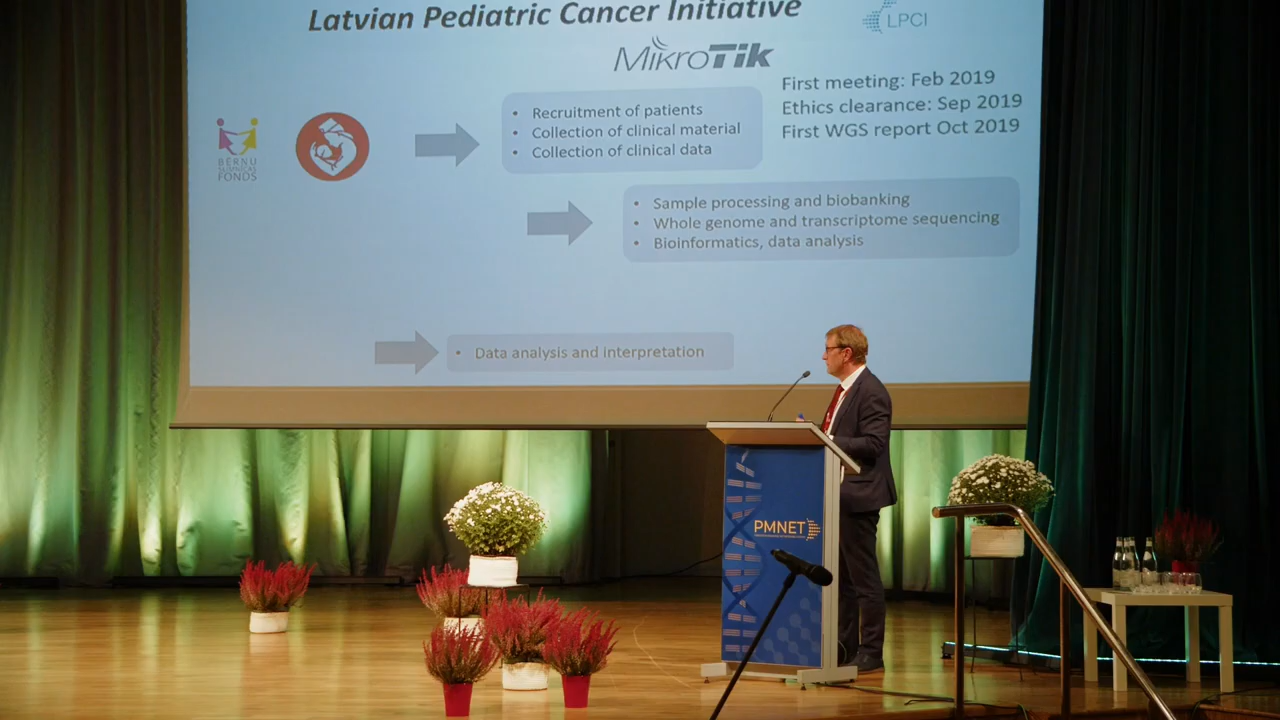 Latvian Pediatric Cancer Initiative
LPCI
MikroTik
First meeting: Feb 2019
Ethics clearance: Sep 2019
First WGS report Oct 2019
• Recruitment of patients
• Collection of clinical material
• Collection of clinical data
BĒRNU
SLIMNĪCAS
FONDS
• Sample processing and biobanking
• Whole genome and transcriptome sequencing
• Bioinformatics, data analysis
• Data analysis and interpretation
PMNET